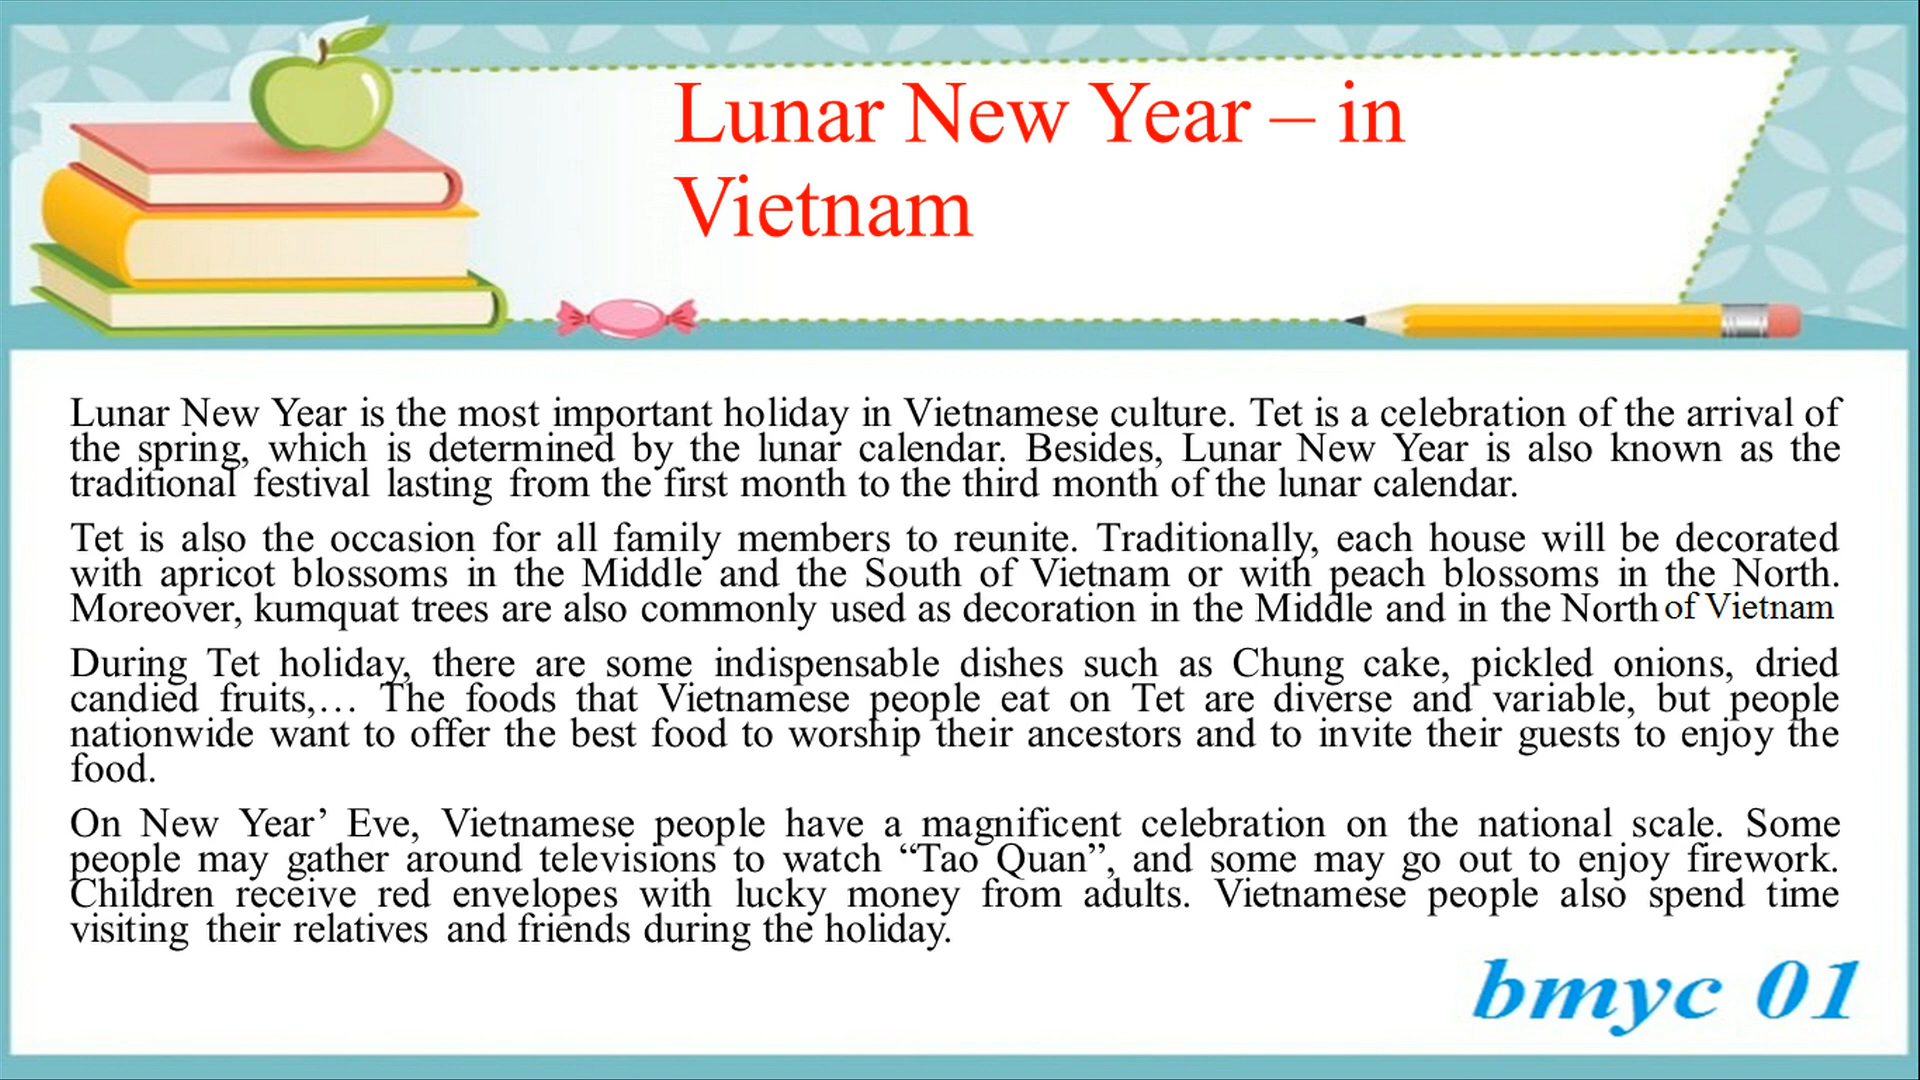 Lunar New Year – in
Vietnam
Lunar New Year is the most important holiday in Vietnamese culture. Tet is a celebration of the arrival of
the spring, which is determined by the lunar calendar. Besides, Lunar New Year is also known as the
traditional festival lasting from the first month to the third month of the lunar calendar.
Tet is also the occasion for all family members to reunite. Traditionally, each house will be decorated
with apricot blossoms in the Middle and the South of Vietnam or with peach blossoms in the North.
Moreover, kumquat trees are also commonly used as decoration in the Middle and in the North of Vietnam
During Tet holiday, there are some indispensable dishes such as Chung cake, pickled onions, dried
candied fruits,… The foods that Vietnamese people eat on Tet are diverse and variable, but people
nationwide want to offer the best food to worship their ancestors and to invite their guests to enjoy the
food.
On New Year’ Eve, Vietnamese people have a magnificent celebration on the national scale. Some
people may gather around televisions to watch “Tao Quan”, and some may go out to enjoy firework.
Children receive red envelopes with lucky money from adults. Vietnamese people also spend time
visiting their relatives and friends during the holiday.
bmyc 01